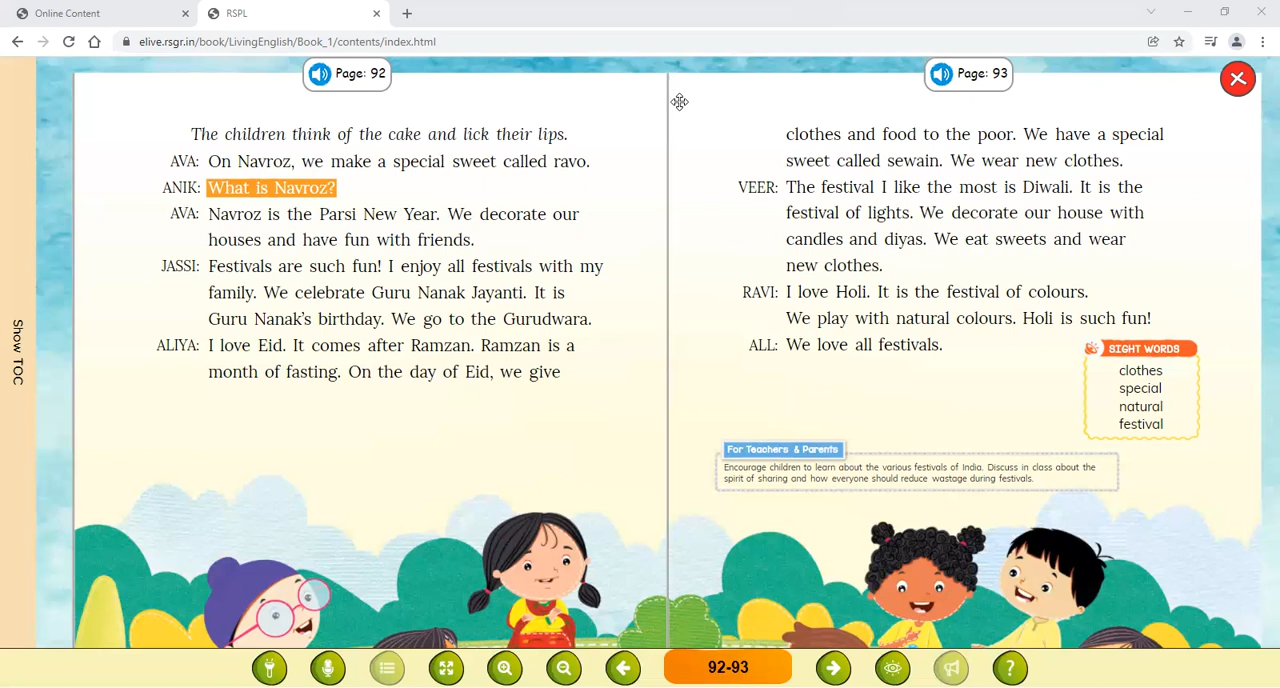 Online Content
RSPL
elive.rsgr.in/book/LivingEnglish/Book_1/contents/index.html
Page: 92
The children think of the cake and lick their lips.
AVA: On Navroz, we make a special sweet called ravo.
ANIK: What is Navroz?
AVA: Navroz is the Parsi New Year. We decorate our
houses and have fun with friends.
JASSI: Festivals are such fun! I enjoy all festivals with my
family. We celebrate Guru Nanak Jayanti. It is
Guru Nanak's birthday. We go to the Gurudwara.
ALIYA: I love Eid. It comes after Ramzan. Ramzan is a
month of fasting. On the day of Eid, we give
Page: 93
clothes and food to the poor. We have a special
sweet called sewain. We wear new clothes.
VEER: The festival I like the most is Diwali. It is the
festival of lights. We decorate our house with
candles and diyas. We eat sweets and wear
new clothes.
RAVI: I love Holi. It is the festival of colours.
We play with natural colours. Holi is such fun!
ALL: We love all festivals.
SIGHT WORDS
clothes
special
natural
festival
For Teachers & Parents
Encourage children to learn about the various festivals of India. Discuss in class about the
spirit of sharing and how everyone should reduce wastage during festivals.
Show TOC
92-93
?